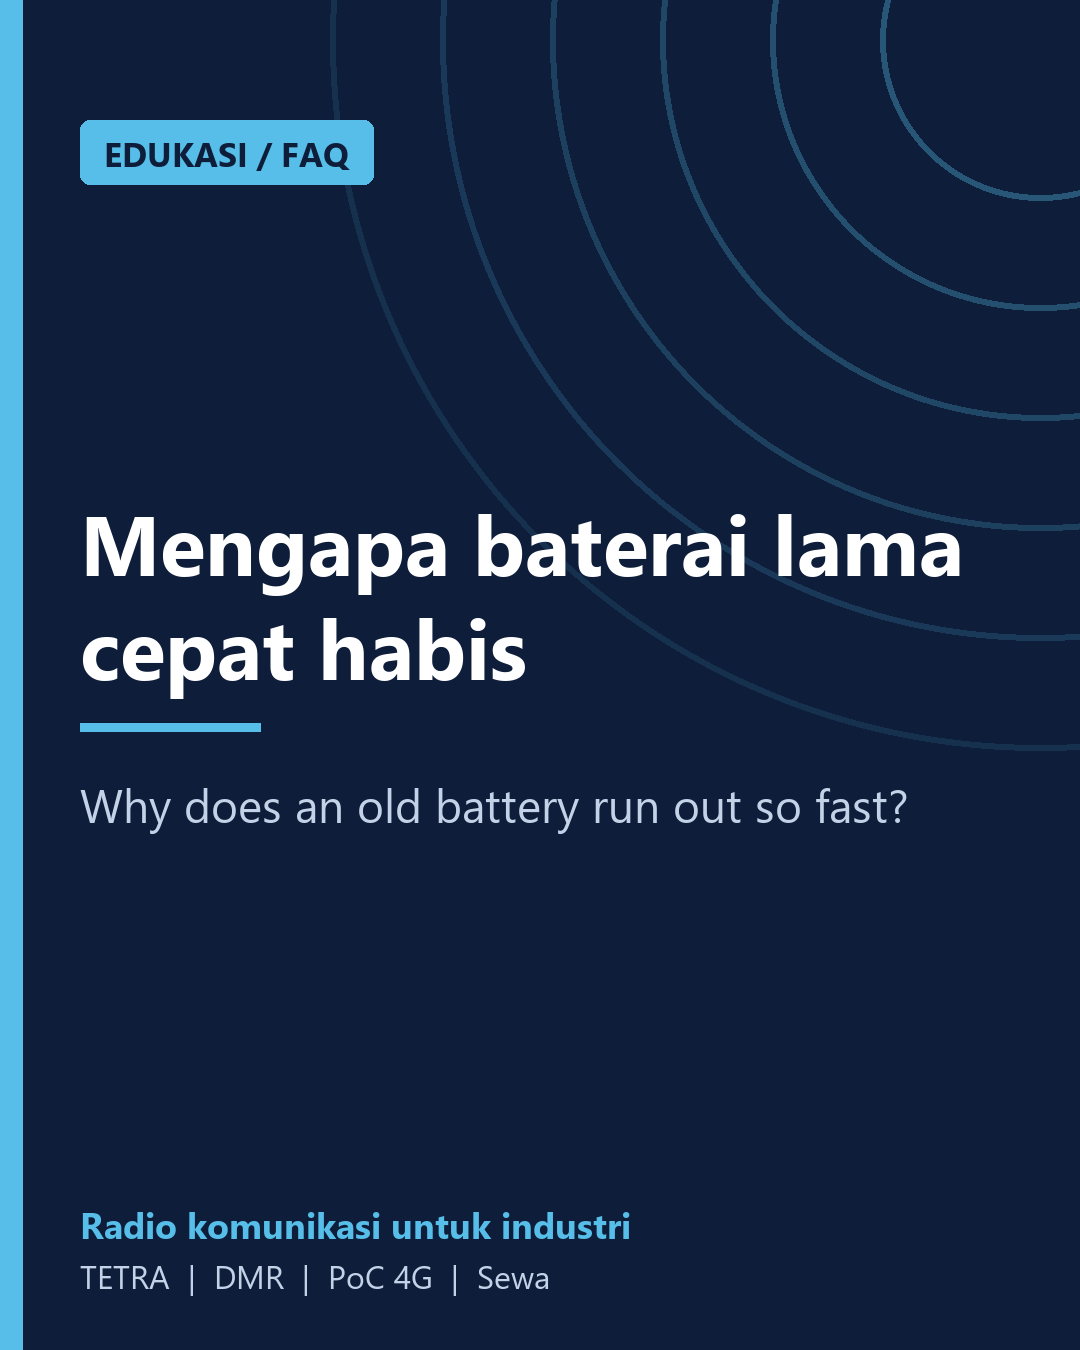 EDUKASI / FAQ
Mengapa baterai lama
cepat habis
Why does an old battery run out so fast?
Radio komunikasi untuk industri
TETRA | DMR | PoC 4G | Sewa